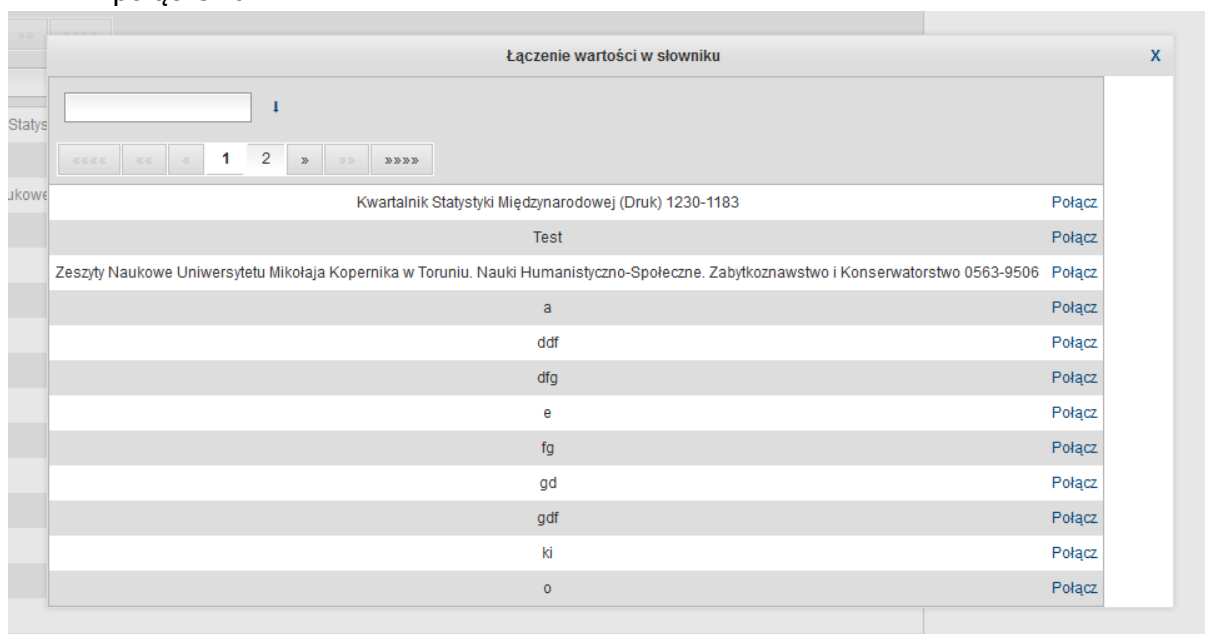 Łączenie wartości w słowniku X
«««« «« « 1 2 » »» »»»»
Kwartalnik Statystyki Międzynarodowej (Druk) 1230-1183 Połącz
Test Połącz
Zeszyty Naukowe Uniwersytetu Mikołaja Kopernika w Toruniu. Nauki Humanistyczno-Społeczne. Zabytkoznawstwo i Konserwatorstwo 0563-9506 Połącz
a Połącz
ddf Połącz
dfg Połącz
e Połącz
fg Połącz
gd Połącz
gdf Połącz
ki Połącz
o Połącz